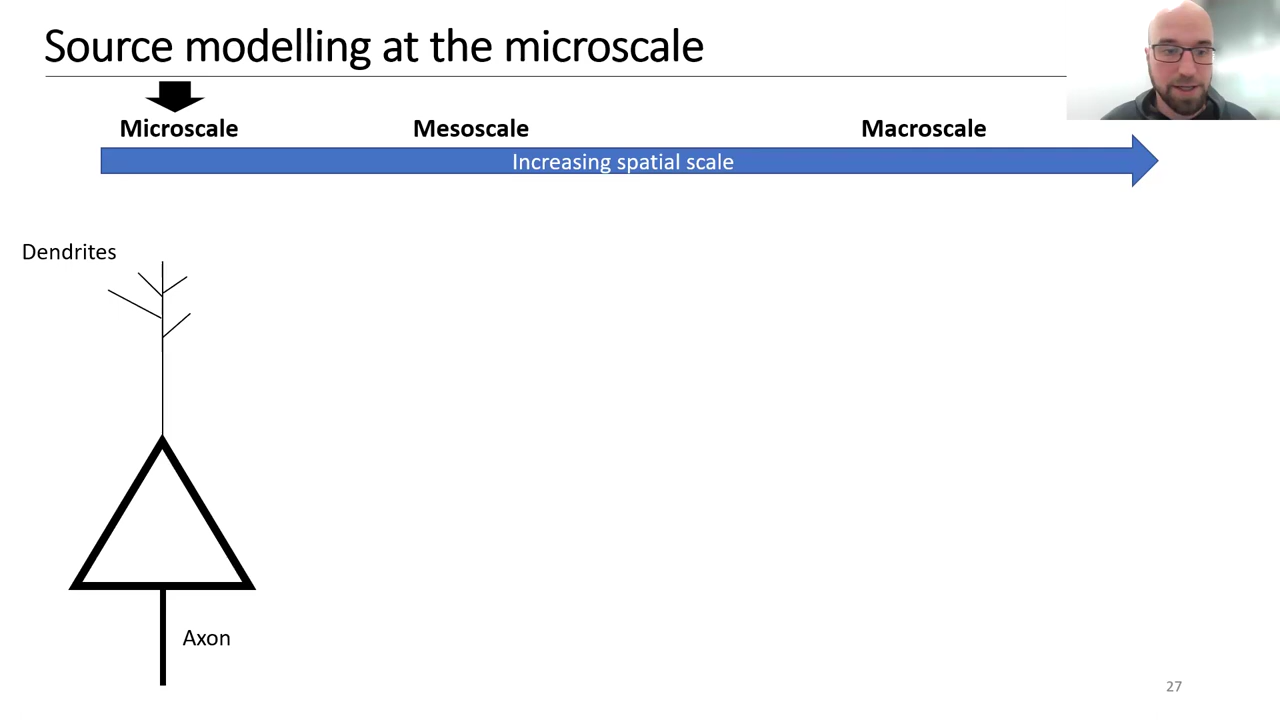 Source modelling at the microscale
Microscale Mesoscale Macroscale
Increasing spatial scale
Dendrites
Axon
27